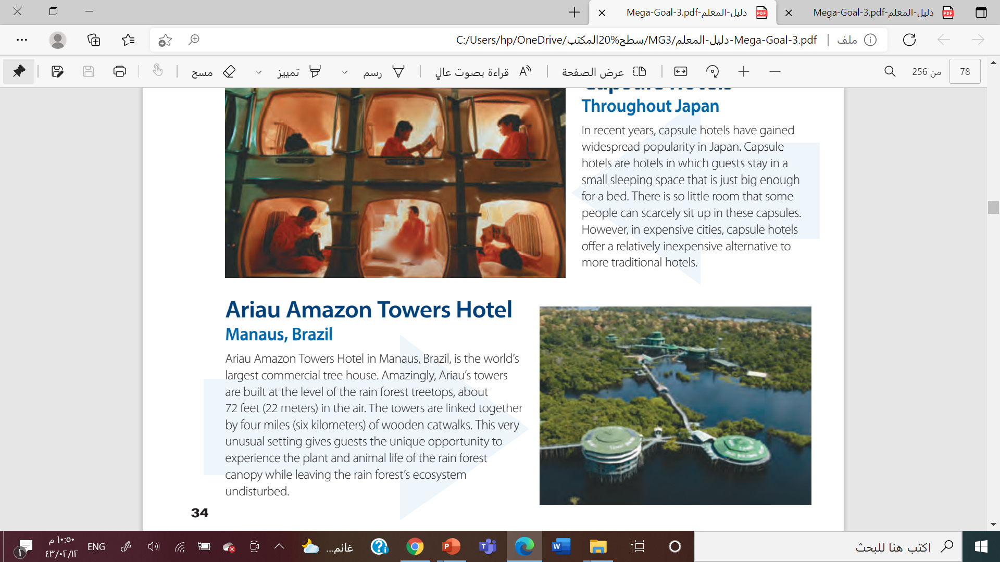 دليل-المعلم-Mega-Goal-3.pdf
دليل-المعلم-Mega-Goal-3.pdf
ملف
C:/Users/hp/OneDrive/سطح%20المكتب/MG3/دليل-المعلم-Mega-Goal-3.pdf
78
من 256
عرض الصفحة
قراءة بصوت عالٍ
رسم
تمييز
مسح
Capsule Hotels
Throughout Japan
In recent years, capsule hotels have gained
widespread popularity in Japan. Capsule
hotels are hotels in which guests stay in a
small sleeping space that is just big enough
for a bed. There is so little room that some
people can scarcely sit up in these capsules.
However, in expensive cities, capsule hotels
offer a relatively inexpensive alternative to
more traditional hotels.
Ariau Amazon Towers Hotel
Manaus, Brazil
Ariau Amazon Towers Hotel in Manaus, Brazil, is the world’s
largest commercial tree house. Amazingly, Ariau’s towers
are built at the level of the rain forest treetops, about
72 feet (22 meters) in the air. The towers are linked together
by four miles (six kilometers) of wooden catwalks. This very
unusual setting gives guests the unique opportunity to
experience the plant and animal life of the rain forest
canopy while leaving the rain forest’s ecosystem
undisturbed.
34
اكتب هنا للبحث
غائم...
ENG
١٠:٥٠ م
٤٣/٠٢/١٢
١